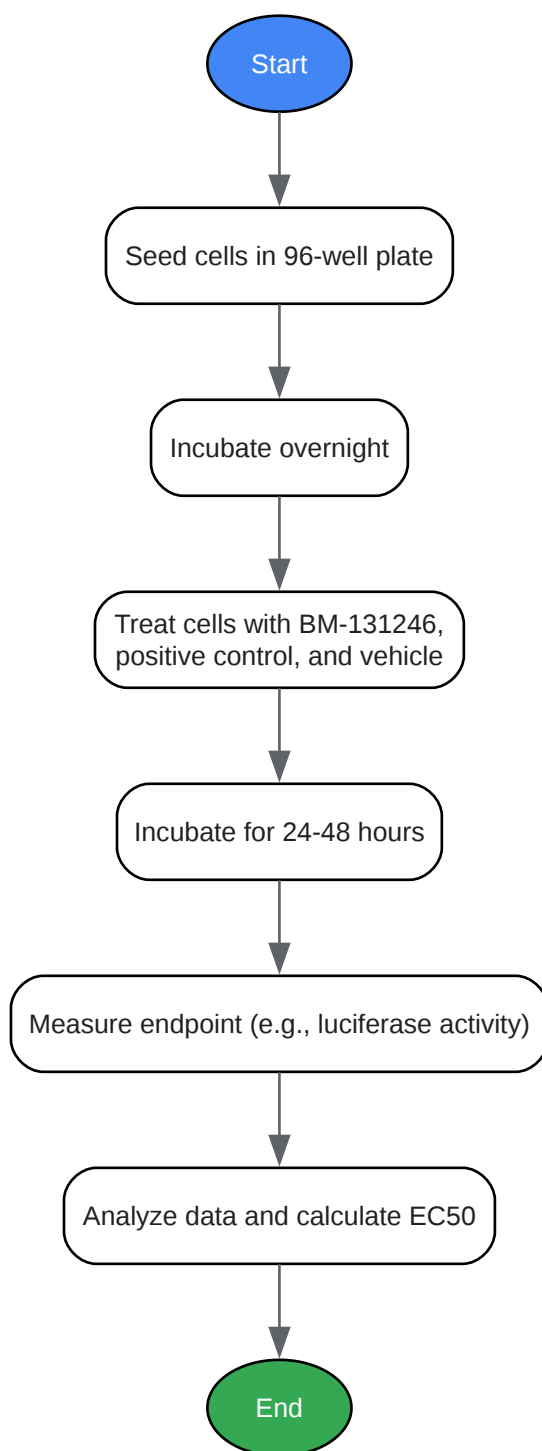 Start
Seed cells in 96-well plate
Incubate overnight
Treat cells with BM-131246,
positive control, and vehicle
Incubate for 24-48 hours
Measure endpoint (e.g., luciferase activity)
Analyze data and calculate EC50
End